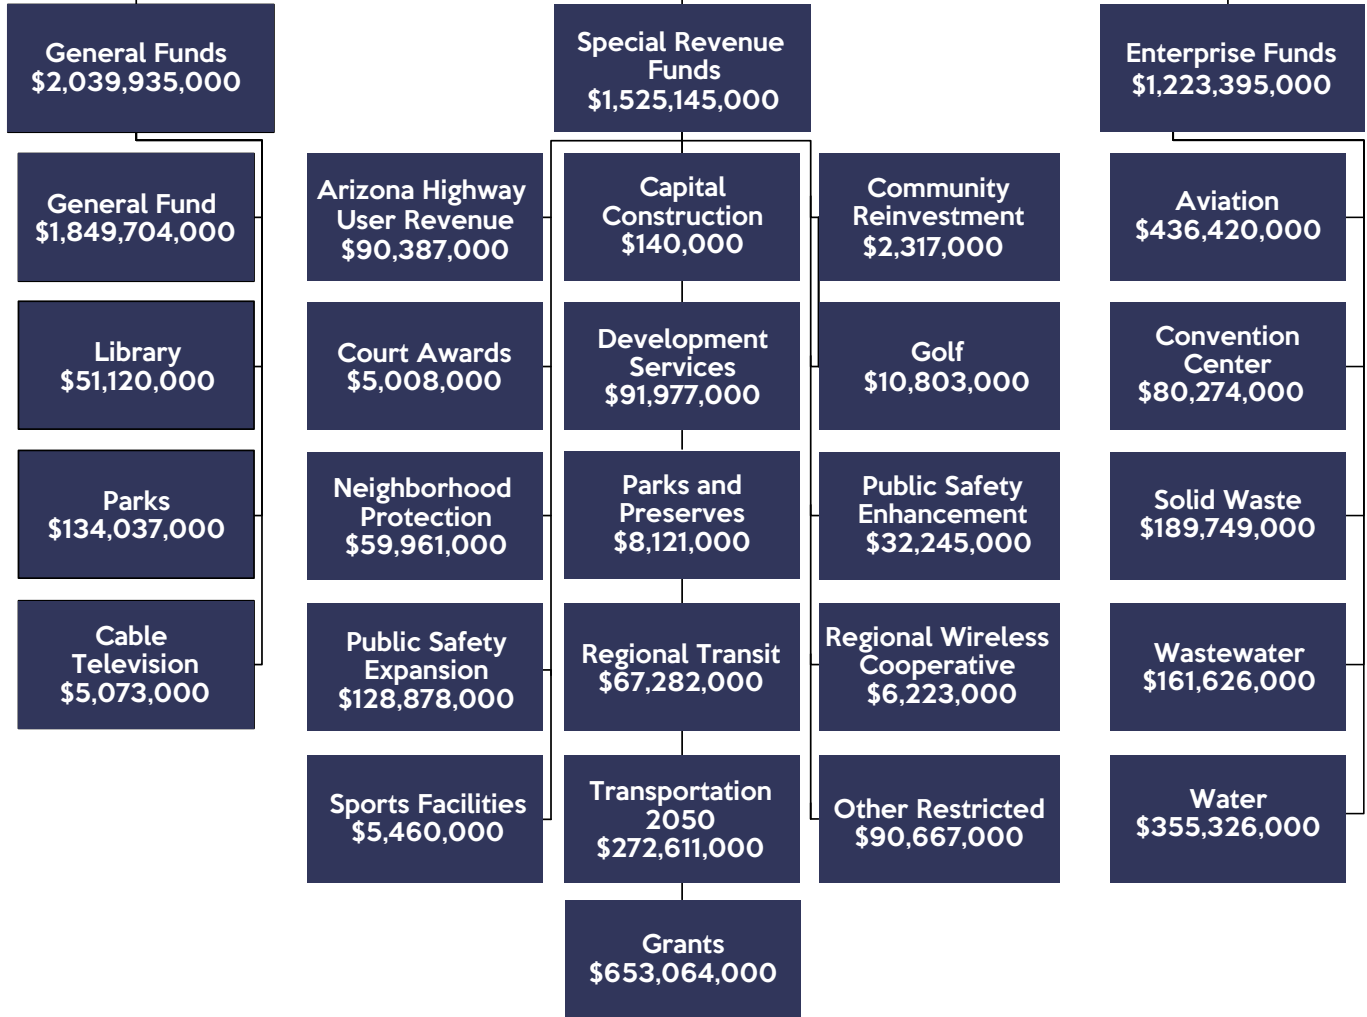 General Funds
$2,039,935,000
Special Revenue
Funds
$1,525,145,000
Enterprise Funds
$1,223,395,000
General Fund
$1,849,704,000
Arizona Highway
User Revenue
$90,387,000
Capital
Construction
$140,000
Community
Reinvestment
$2,317,000
Aviation
$436,420,000
Library
$51,120,000
Court Awards
$5,008,000
Development
Services
$91,977,000
Golf
$10,803,000
Convention
Center
$80,274,000
Parks
$134,037,000
Neighborhood
Protection
$59,961,000
Parks and
Preserves
$8,121,000
Public Safety
Enhancement
$32,245,000
Solid Waste
$189,749,000
Cable
Television
$5,073,000
Public Safety
Expansion
$128,878,000
Regional Transit
$67,282,000
Regional Wireless
Cooperative
$6,223,000
Wastewater
$161,626,000
Sports Facilities
$5,460,000
Transportation
2050
$272,611,000
Other Restricted
$90,667,000
Water
$355,326,000
Grants
$653,064,000